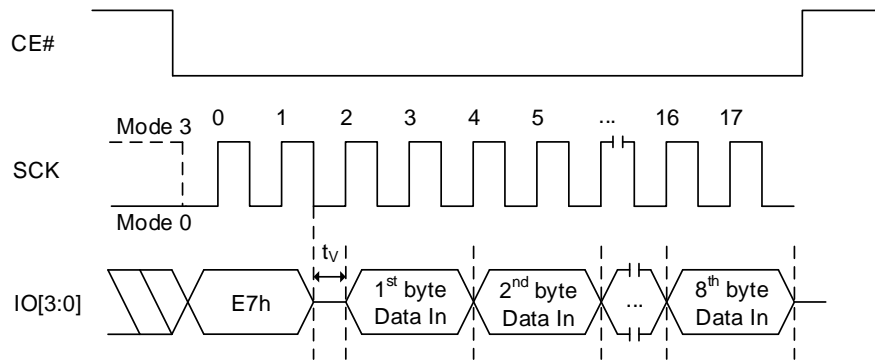 CE#
0 1 2 3 4 5 ... 16 17
Mode 3
SCK
Mode 0
tV
IO[3:0] E7h 1st byte Data In 2nd byte Data In ... 8th byte Data In